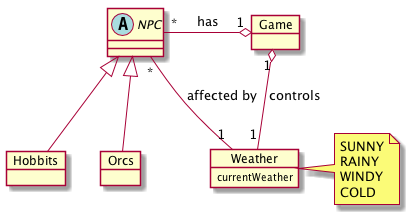 A NPC
* has 1
Game
* 1
affected by controls
1 1
Hobbits
Orcs
Weather
currentWeather
SUNNY
RAINY
WINDY
COLD